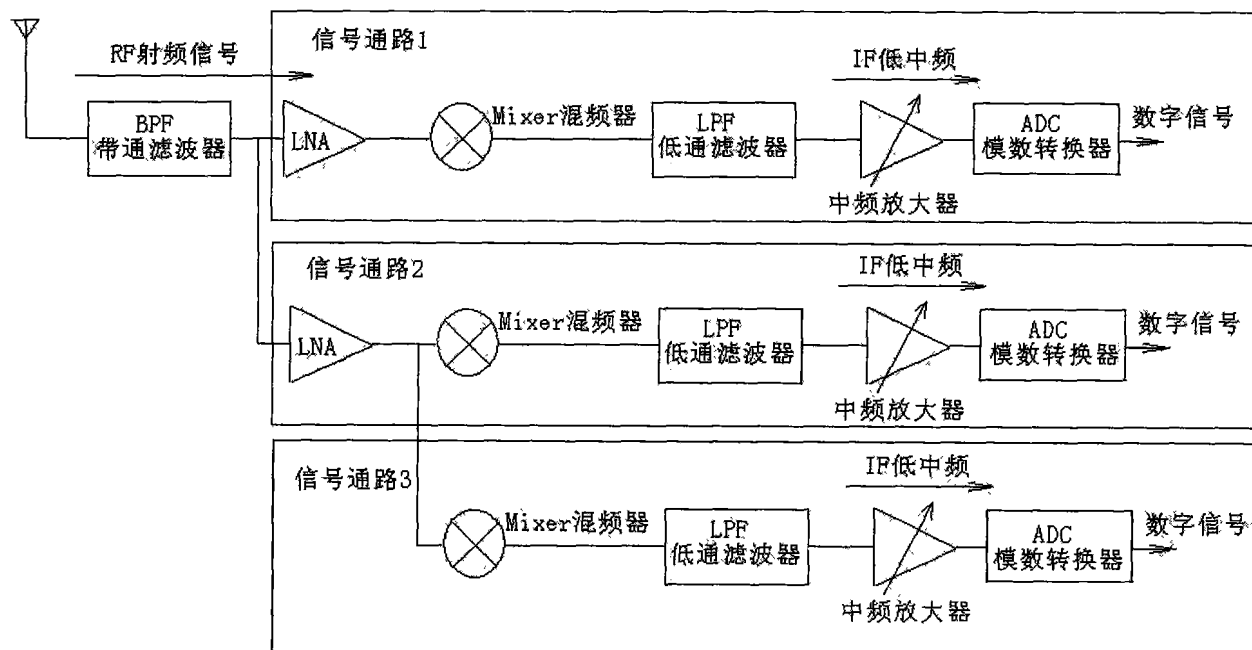 信号通路1
RF射频信号
IF低中频
BPF
带通滤波器
LNA
Mixer混频器
LPF
低通滤波器
中频放大器
ADC
模数转换器
数字信号
信号通路2
IF低中频
LNA
Mixer混频器
LPF
低通滤波器
中频放大器
ADC
模数转换器
数字信号
信号通路3
IF低中频
Mixer混频器
LPF
低通滤波器
中频放大器
ADC
模数转换器
数字信号